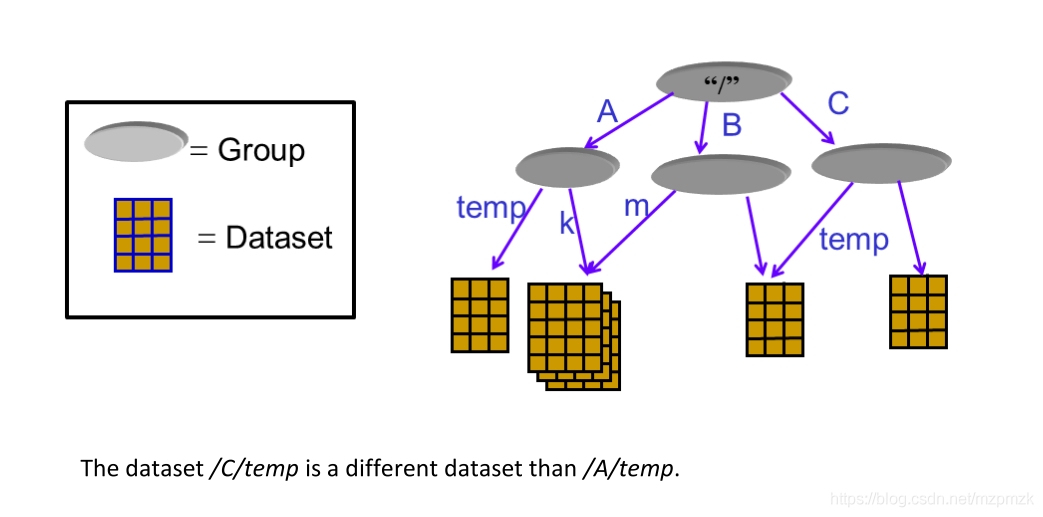 “/”
A
B
C
= Group
temp
k
m
temp
= Dataset
The dataset /C/temp is a different dataset than /A/temp.
https://blog.csdn.net/mzpmzk